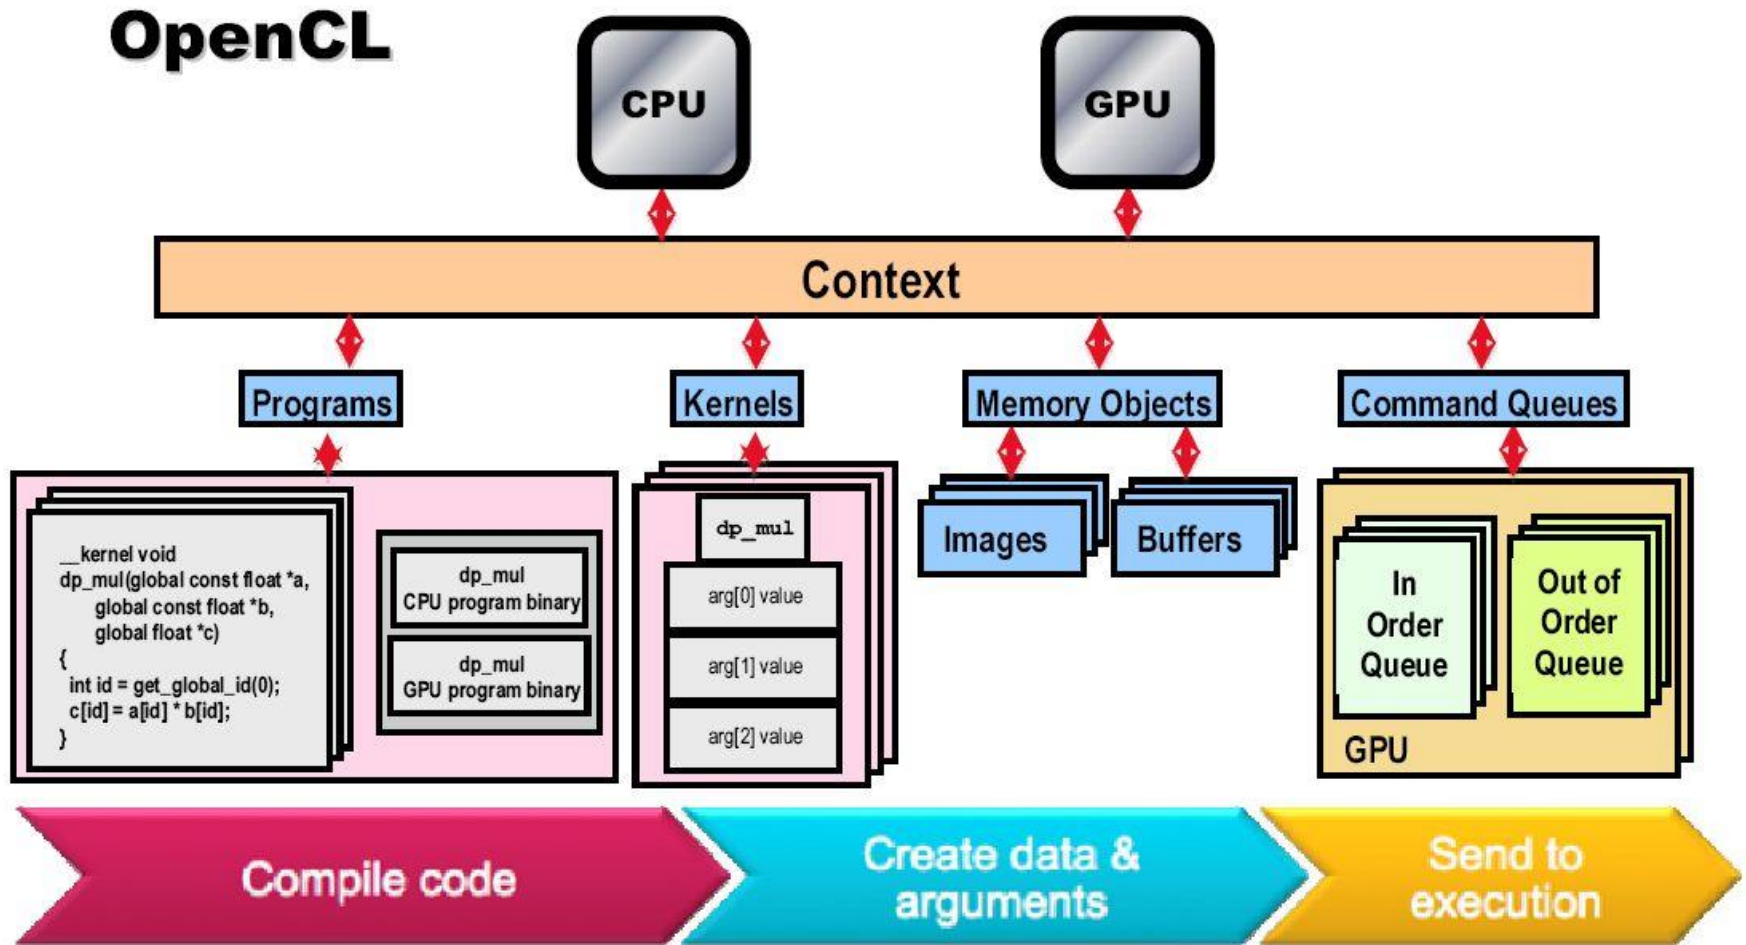 OpenCL
CPU
GPU
Context
Programs
Kernels
Memory Objects
Command Queues
__kernel void
dp_mul(global const float *a,
global const float *b,
global float *c)
{
int id = get_global_id(0);
c[id] = a[id] * b[id];
}
dp_mul
CPU program binary
dp_mul
GPU program binary
dp_mul
arg[0] value
arg[1] value
arg[2] value
Images
Buffers
In
Order
Queue
Out of
Order
Queue
GPU
Compile code
Create data &
arguments
Send to
execution